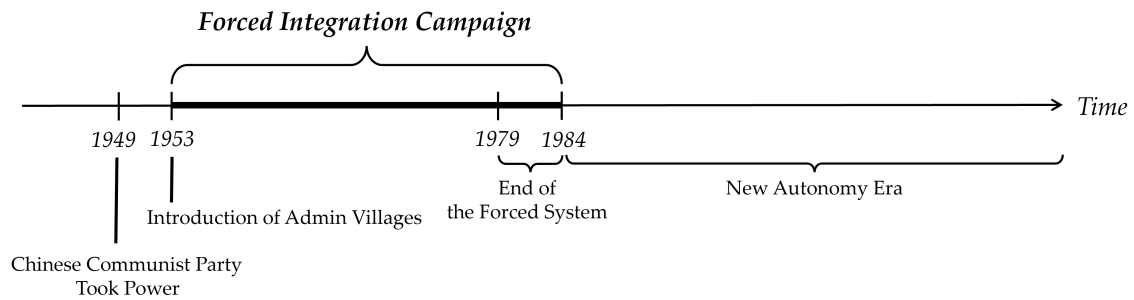 Forced Integration Campaign
Time
1949
1953
1979
1984
End of
the Forced System
New Autonomy Era
Introduction of Admin Villages
Chinese Communist Party
Took Power